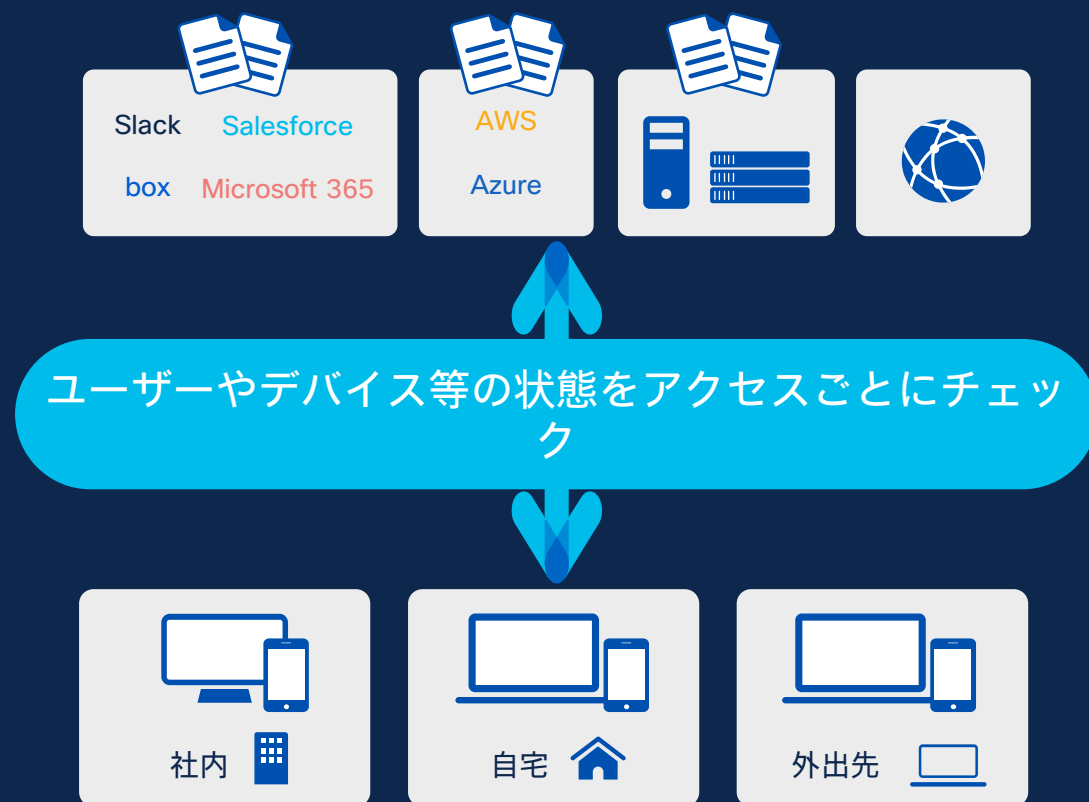 Slack Salesforce
box Microsoft 365
AWS
Azure
ユーザーやデバイス等の状態をアクセスごとにチェッ
ク
社内
自宅
外出先